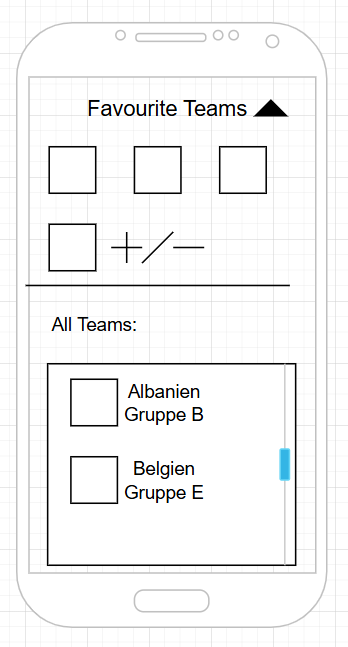 Favourite Teams
+/−
All Teams:
Albanien
Gruppe B
Belgien
Gruppe E